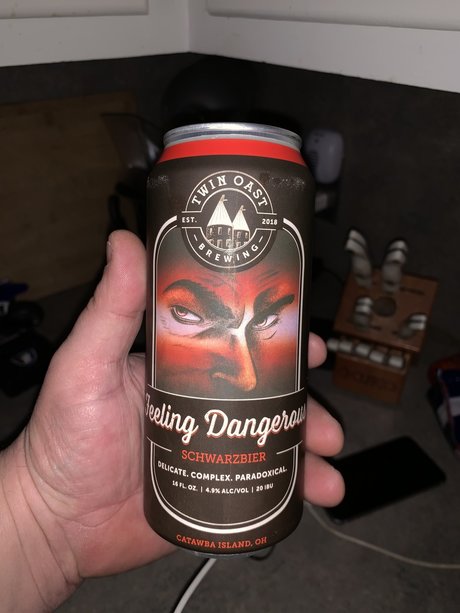 TWIN OAST
EST. 2018
BREWING
Feeling Dangerous
SCHWARZBIER
DELICATE. COMPLEX. PARADOXICAL.
16 FL. OZ. | 4.9% ALC/VOL | 20 IBU
CATAWBA ISLAND, OH